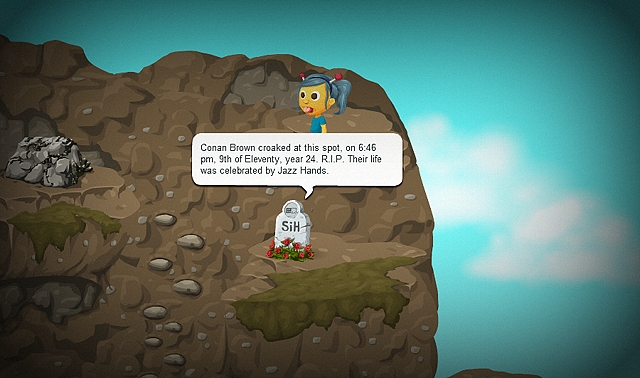 Conan Brown croaked at this spot, on 6:46
pm, 9th of Eleventy, year 24. R.I.P. Their life
was celebrated by Jazz Hands.
SiH